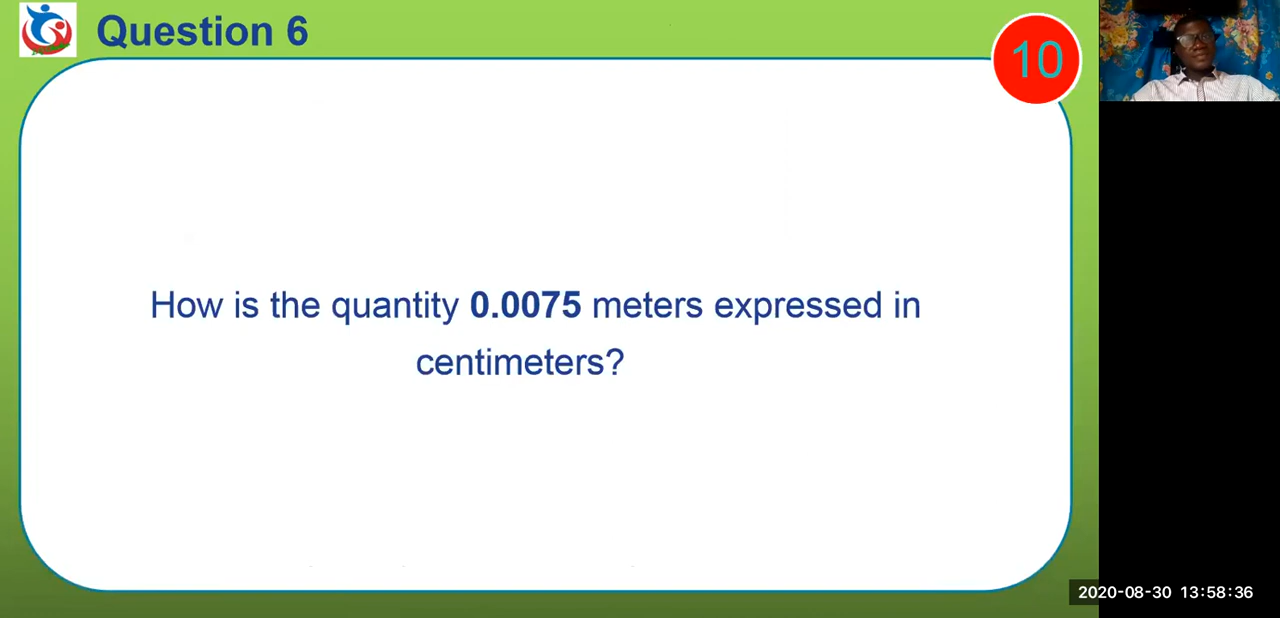 Question 6
10
How is the quantity 0.0075 meters expressed in
centimeters?
2020-08-30 13:58:36